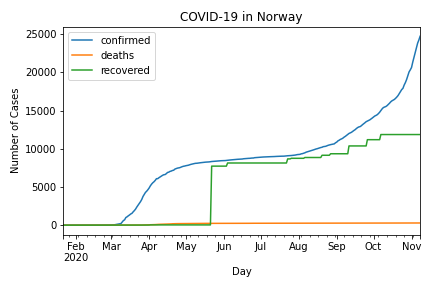 COVID-19 in Norway
confirmed
deaths
recovered
Number of Cases
25000
20000
15000
10000
5000
0
Feb Mar Apr May Jun Jul Aug Sep Oct Nov
2020
Day